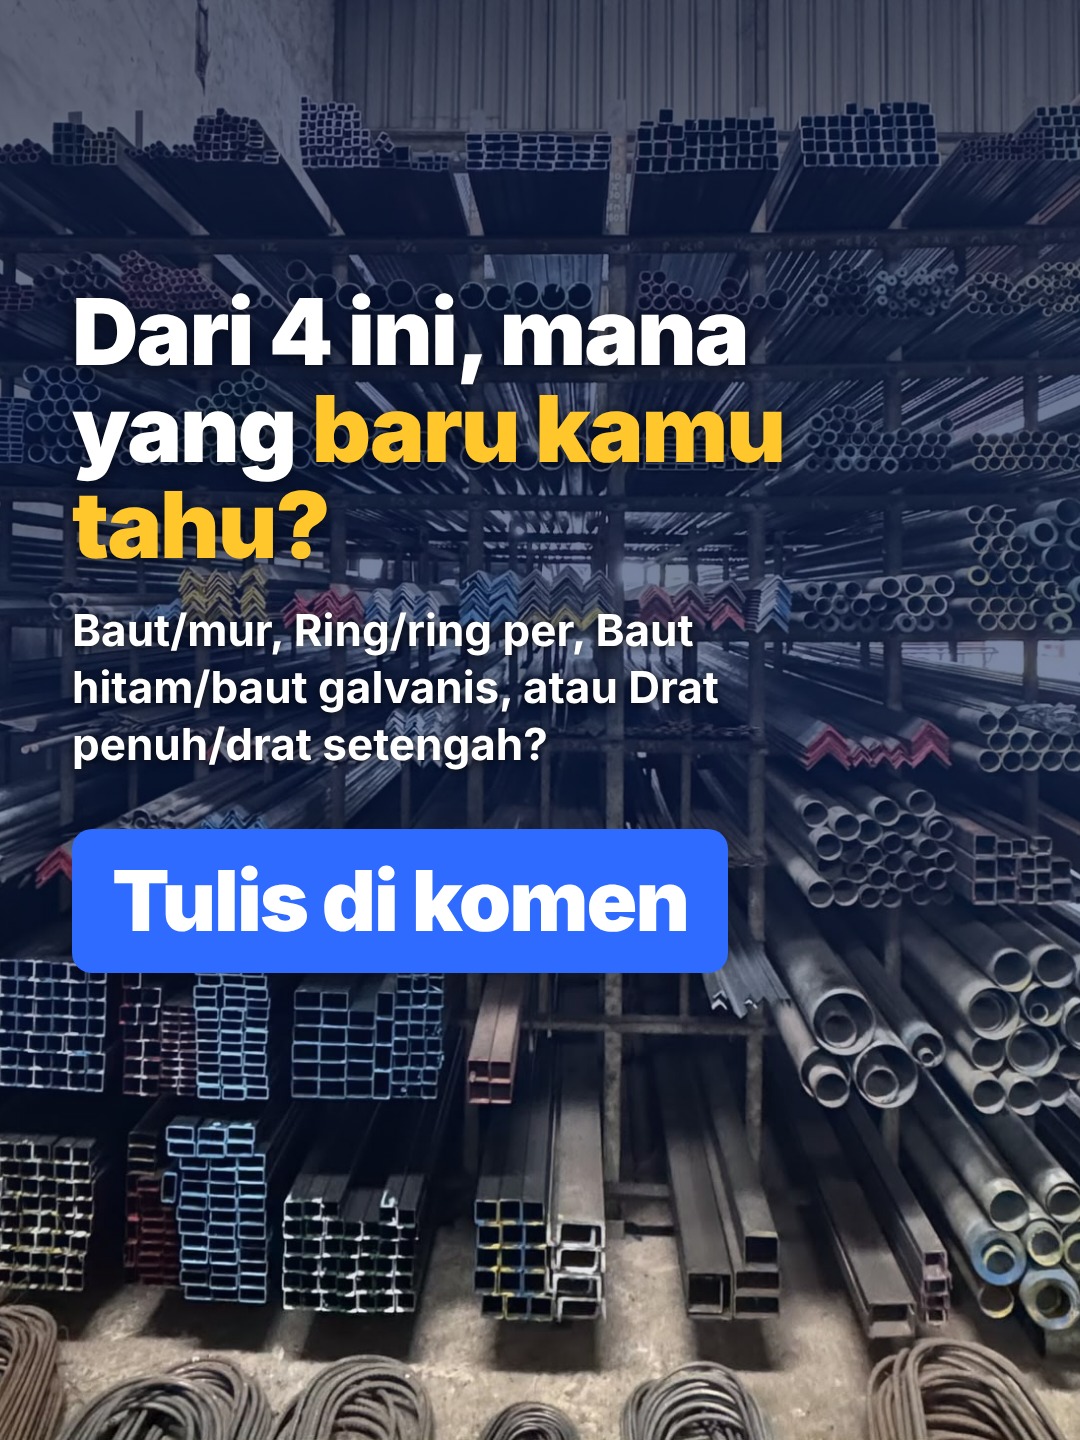 Dari 4 ini, mana
yang baru kamu
tahu?
Baut/mur, Ring/ring per, Baut
hitam/baut galvanis, atau Drat
penuh/drat setengah?
Tulis di komen